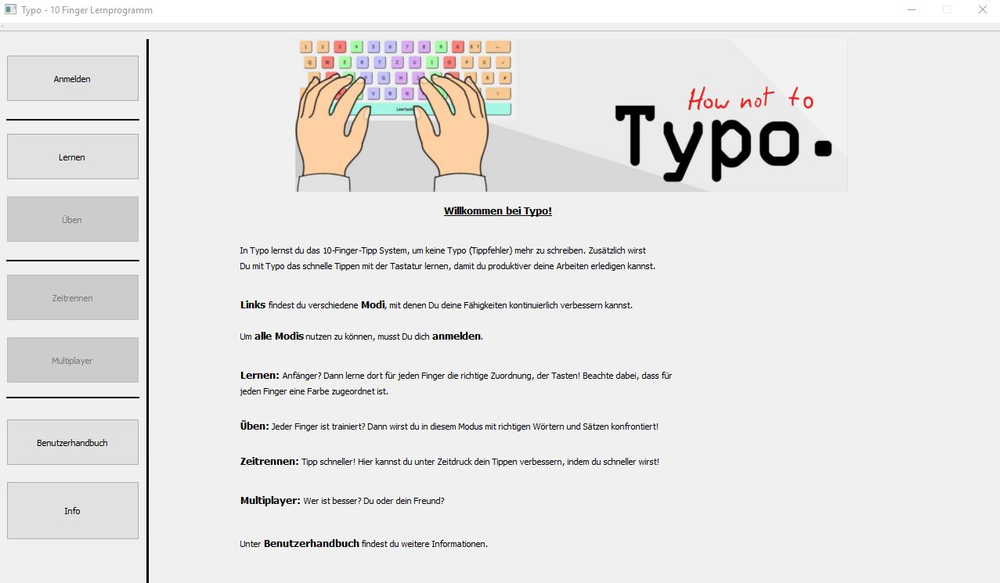 Typo - 10 Finger Lernprogramm
Anmelden
Lernen
Üben
Zeitrennen
Multiplayer
Benutzerhandbuch
Info
1 2 3 4 5 6 7 8 9 0 ß ?
Q W E R T Z U I O P Ü
F G H J Ä #
V B N
Leertaste
How not to
Typo.
Willkommen bei Typo!
In Typo lernst du das 10-Finger-Tipp System, um keine Typo (Tippfehler) mehr zu schreiben. Zusätzlich wirst
Du mit Typo das schnelle Tippen mit der Tastatur lernen, damit du produktiver deine Arbeiten erledigen kannst.
Links findest du verschiedene Modi, mit denen Du deine Fähigkeiten kontinuierlich verbessern kannst.
Um alle Modis nutzen zu können, musst Du dich anmelden.
Lernen: Anfänger? Dann lerne dort für jeden Finger die richtige Zuordnung, der Tasten! Beachte dabei, dass für
jeden Finger eine Farbe zugeordnet ist.
Üben: Jeder Finger ist trainiert? Dann wirst du in diesem Modus mit richtigen Wörtern und Sätzen konfrontiert!
Zeitrennen: Tipp schneller! Hier kannst du unter Zeitdruck dein Tippen verbessern, indem du schneller wirst!
Multiplayer: Wer ist besser? Du oder dein Freund?
Unter Benutzerhandbuch findest du weitere Informationen.